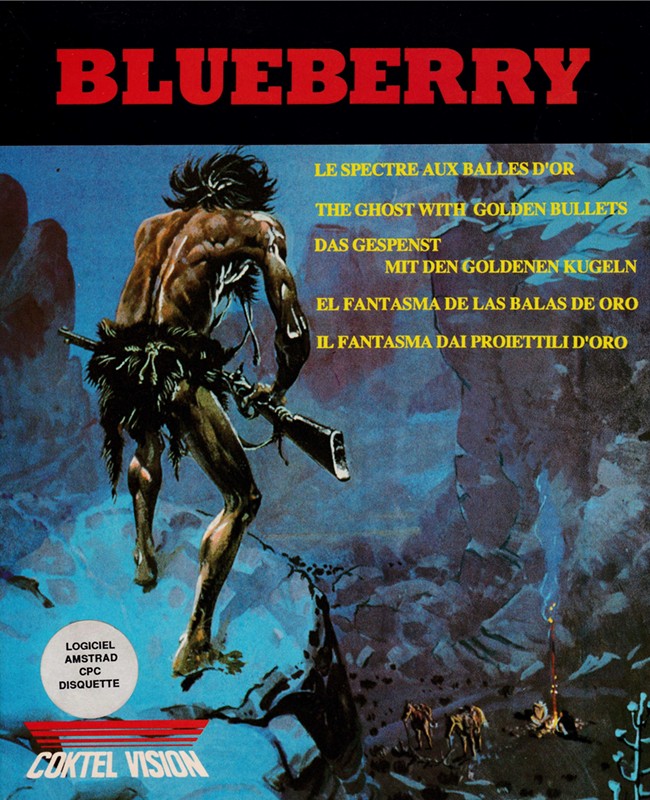 BLUEBERRY
LE SPECTRE AUX BALLES D'OR
THE GHOST WITH GOLDEN BULLETS
DAS GESPENST
MIT DEN GOLDENEN KUGELN
EL FANTASMA DE LAS BALAS DE ORO
IL FANTASMA DAI PROIETTILI D'ORO
LOGICIEL
AMSTRAD
CPC
DISQUETTE
COKTEL VISION